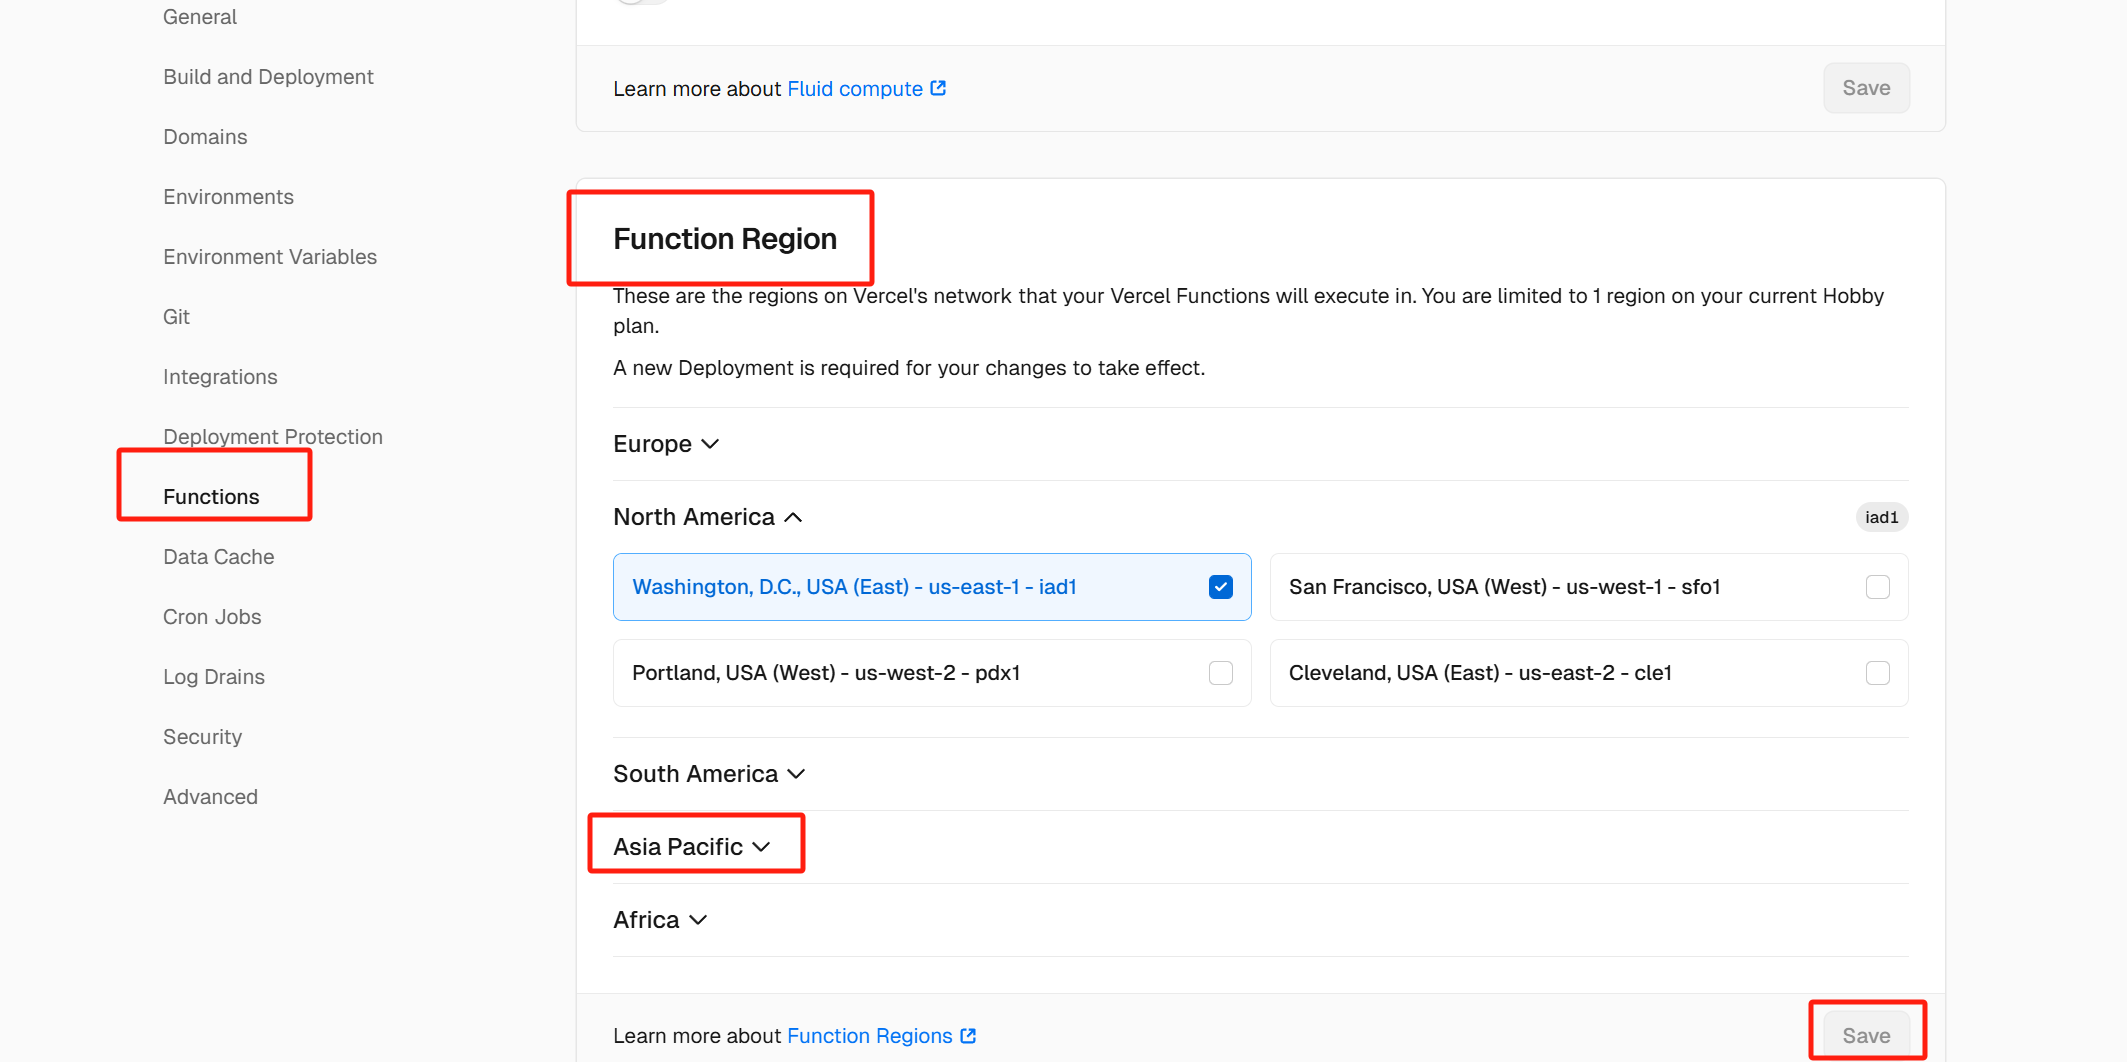 General
Build and Deployment
Domains
Environments
Environment Variables
Git
Integrations
Deployment Protection
Functions
Data Cache
Cron Jobs
Log Drains
Security
Advanced
Learn more about Fluid compute
Save
Function Region
These are the regions on Vercel's network that your Vercel Functions will execute in. You are limited to 1 region on your current Hobby
plan.
A new Deployment is required for your changes to take effect.
Europe
North America
iad1
Washington, D.C., USA (East) - us-east-1 - iad1
San Francisco, USA (West) - us-west-1 - sfo1
Portland, USA (West) - us-west-2 - pdx1
Cleveland, USA (East) - us-east-2 - cle1
South America
Asia Pacific
Africa
Learn more about Function Regions
Save